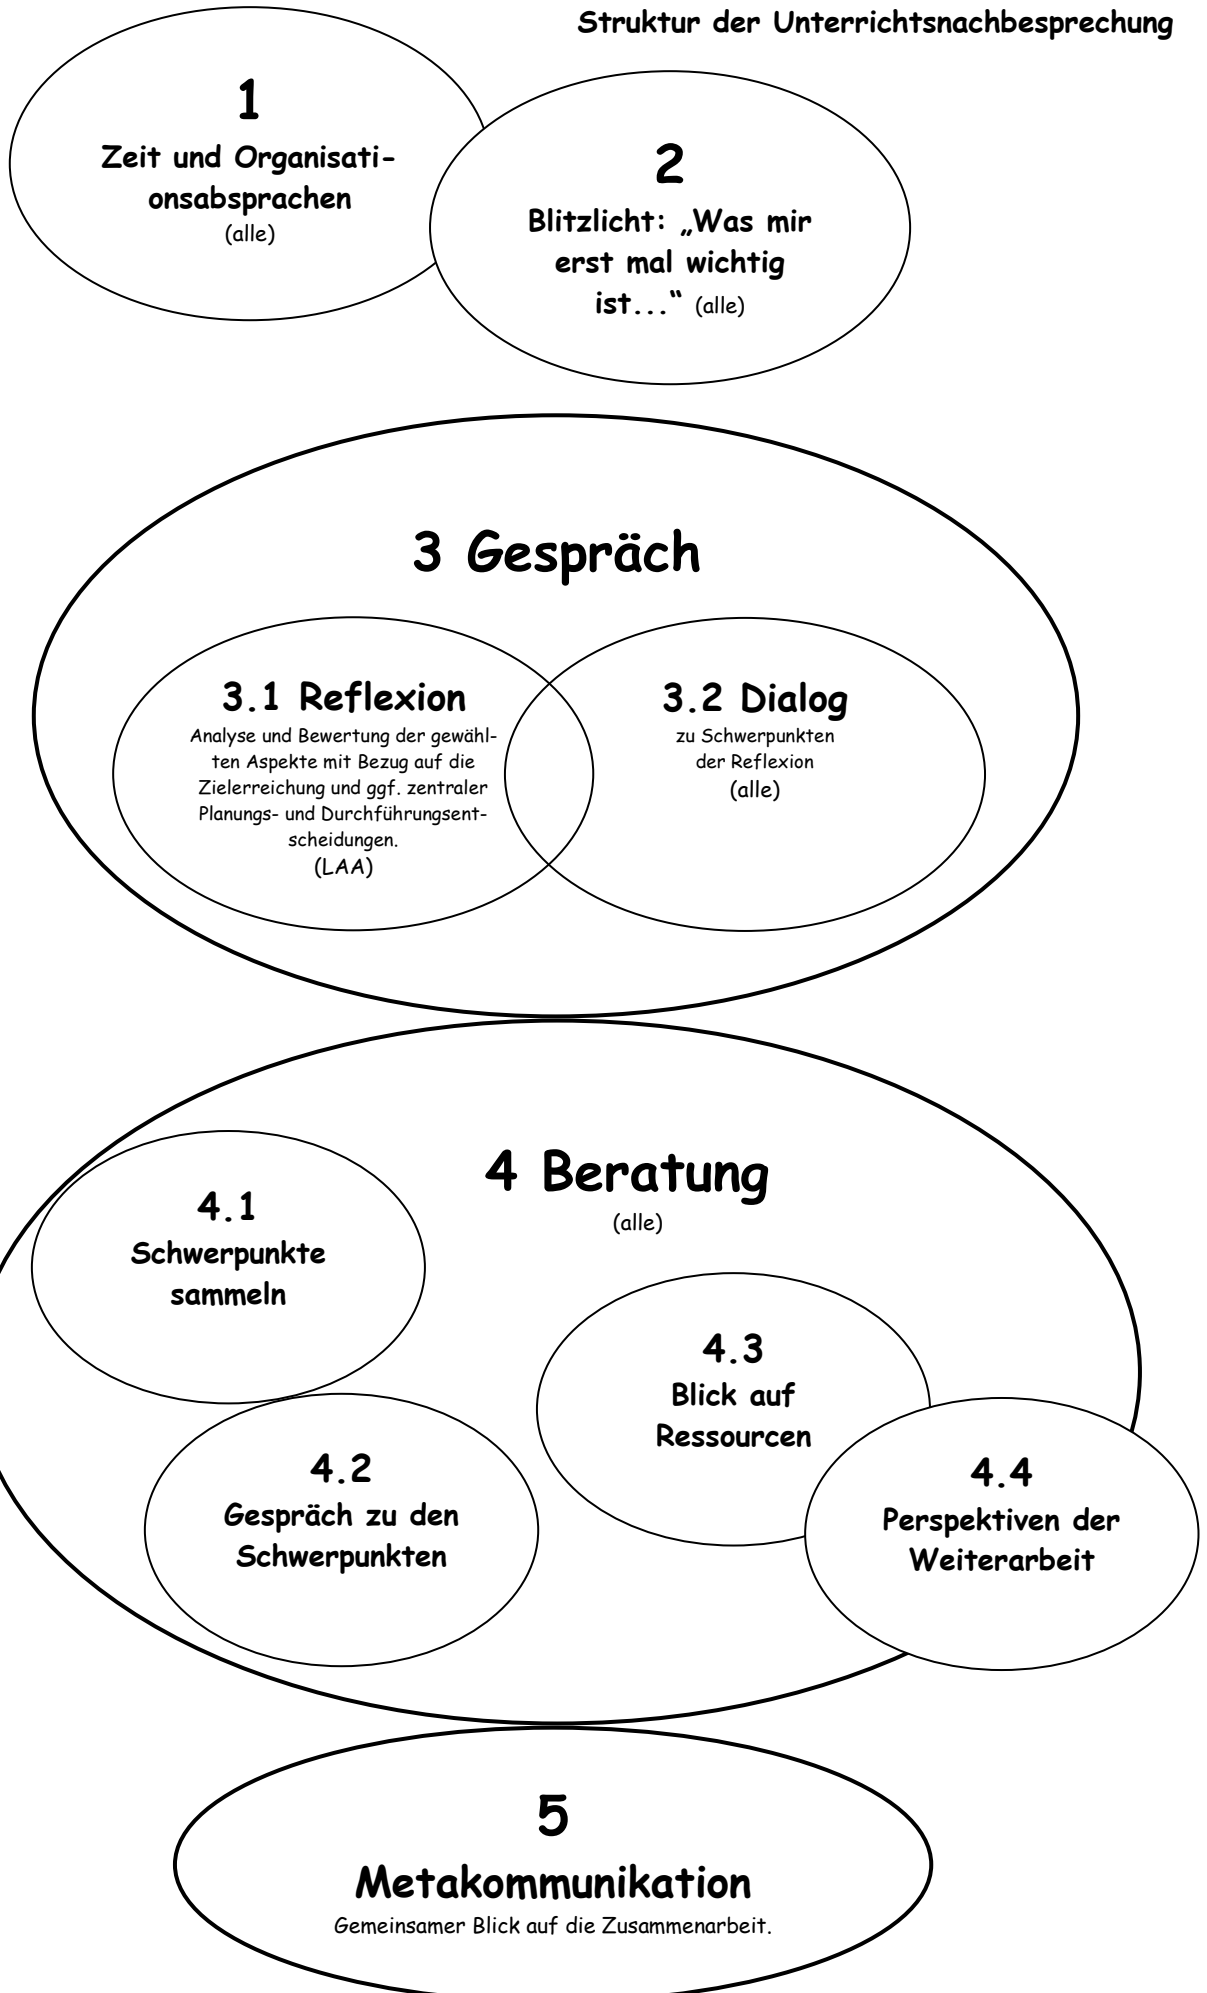 Struktur der Unterrichtsnachbesprechung
1
Zeit und Organisati-
onsabsprachen
(alle)
2
Blitzlicht: „Was mir
erst mal wichtig
ist...“ (alle)
3 Gespräch
3.1 Reflexion
Analyse und Bewertung der gewähl-
ten Aspekte mit Bezug auf die
Zielerreichung und ggf. zentraler
Planungs- und Durchführungsent-
scheidungen.
(LAA)
3.2 Dialog
zu Schwerpunkten
der Reflexion
(alle)
4 Beratung
(alle)
4.1
Schwerpunkte
sammeln
4.2
Gespräch zu den
Schwerpunkten
4.3
Blick auf
Ressourcen
4.4
Perspektiven der
Weiterarbeit
5
Metakommunikation
Gemeinsamer Blick auf die Zusammenarbeit.